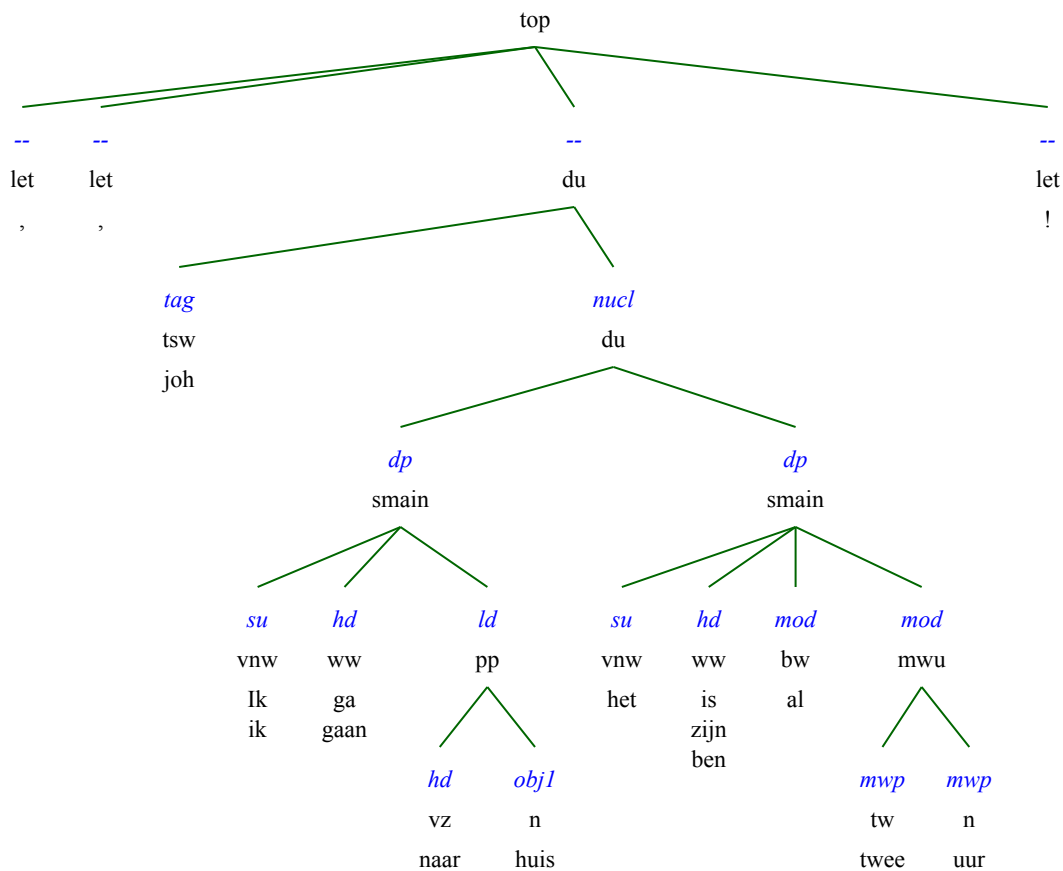 top
-- -- -- --
let let du let
, , !
tag nucl
tsw du
joh
dp dp
smain smain
su hd ld su hd mod mod
vnw ww pp vnw ww bw mwu
Ik ga het is al
ik gaan zijn
ben
hd obj1 mwp mwp
vz n tw n
naar huis twee uur